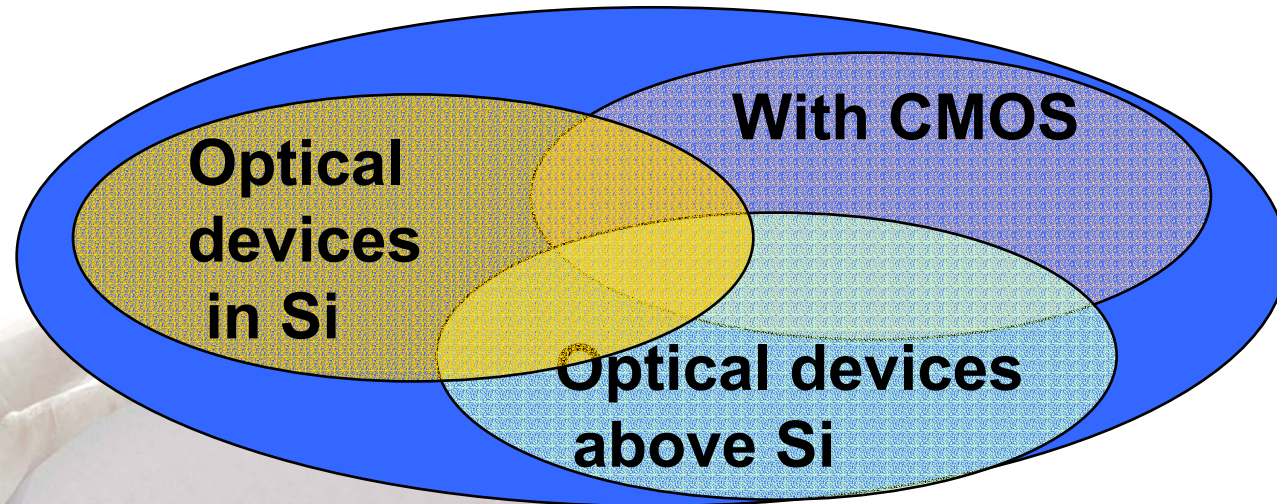 Optical
devices
in Si
With CMOS
Optical devices
above Si